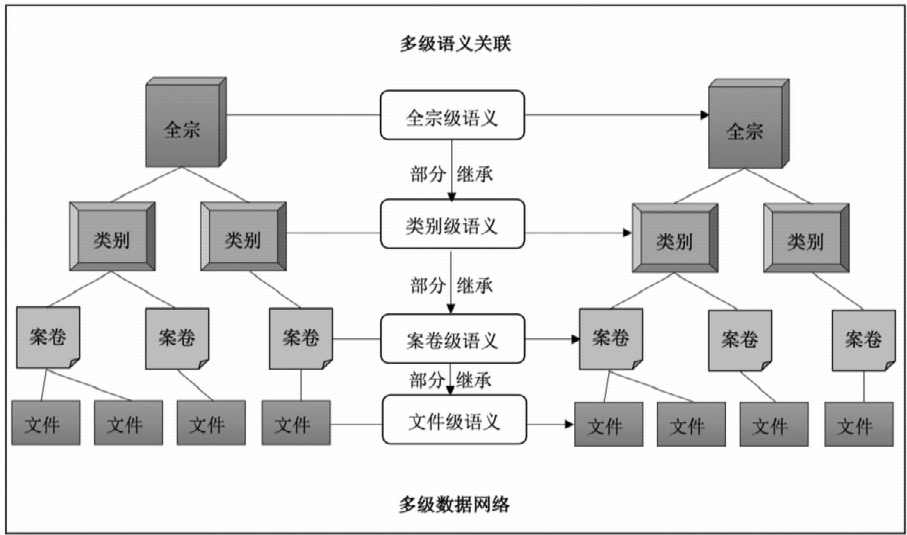 多级语义关联
全宗 全宗级语义 全宗
部分 继承
类别 类别 类别级语义 类别 类别
部分 继承
案卷 案卷 案卷 案卷级语义 案卷 案卷 案卷
部分 继承
文件 文件 文件 文件 文件级语义 文件 文件 文件 文件
多级数据网络